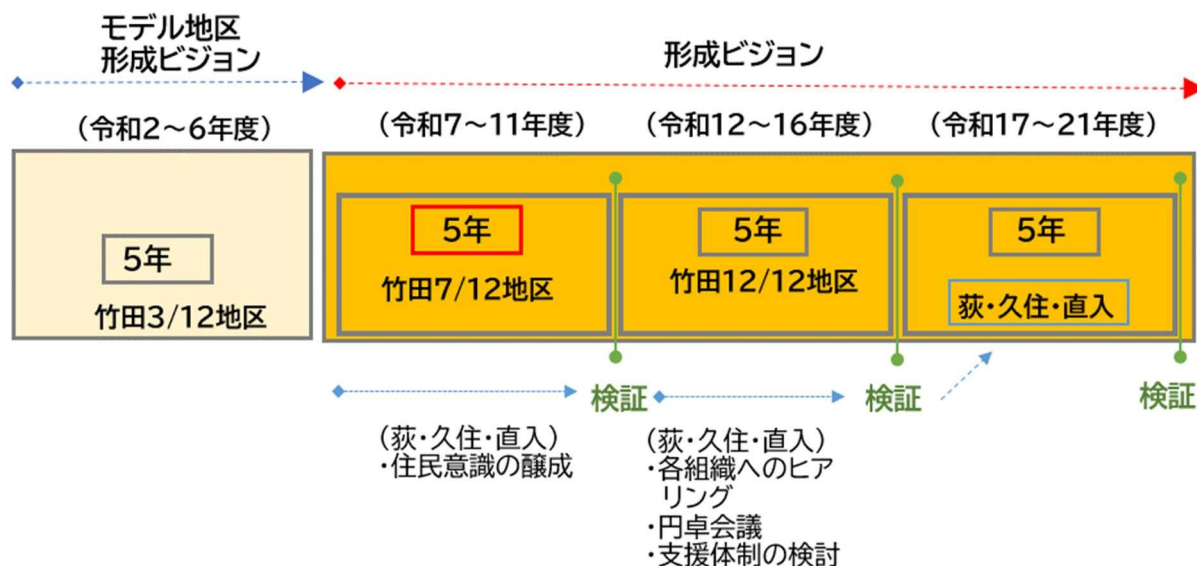 モデル地区
形成ビジョン
形成ビジョン
(令和2~6年度)
(令和7~11年度)
(令和12~16年度)
(令和17~21年度)
5年
竹田3/12地区
5年
竹田7/12地区
5年
竹田12/12地区
5年
荻・久住・直入
検証
検証
検証
(荻・久住・直入)
・住民意識の醸成
(荻・久住・直入)
・各組織へのヒア
リング
・円卓会議
・支援体制の検討